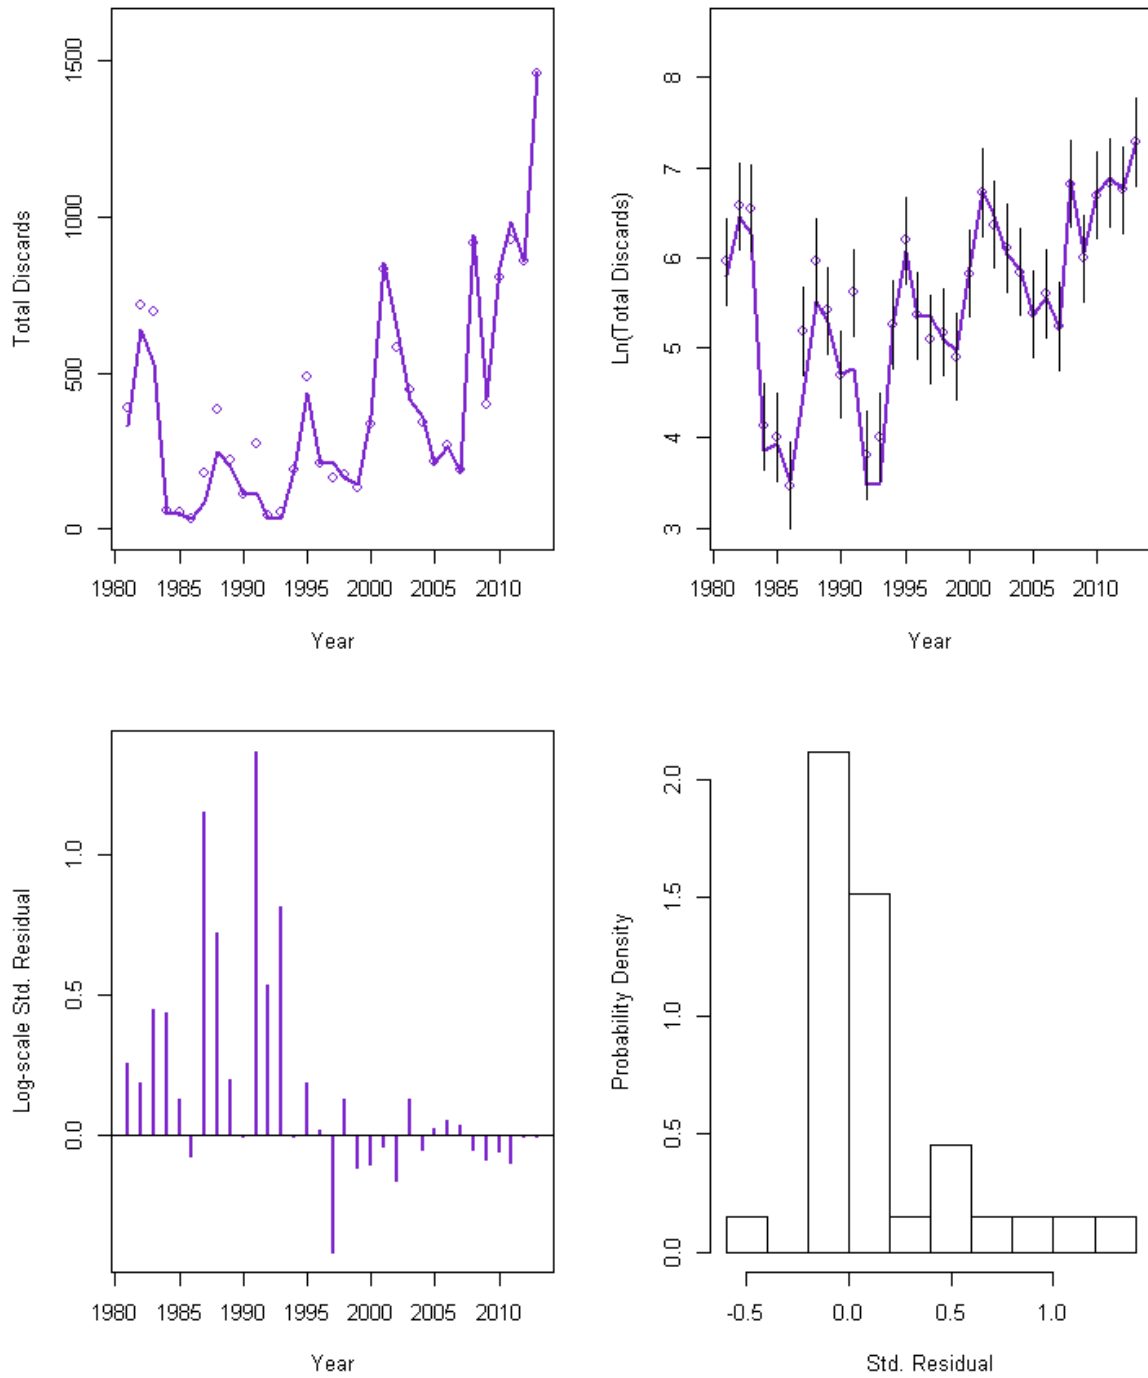 Total Discards
1500
1000
500
0
1980 1985 1990 1995 2000 2005 2010
Year
Ln(Total Discards)
8
7
6
5
4
3
1980 1985 1990 1995 2000 2005 2010
Year
Log-scale Std. Residual
1.0
0.5
0.0
1980 1985 1990 1995 2000 2005 2010
Year
Probability Density
2.0
1.5
1.0
0.5
0.0
-0.5 0.0 0.5 1.0
Std. Residual